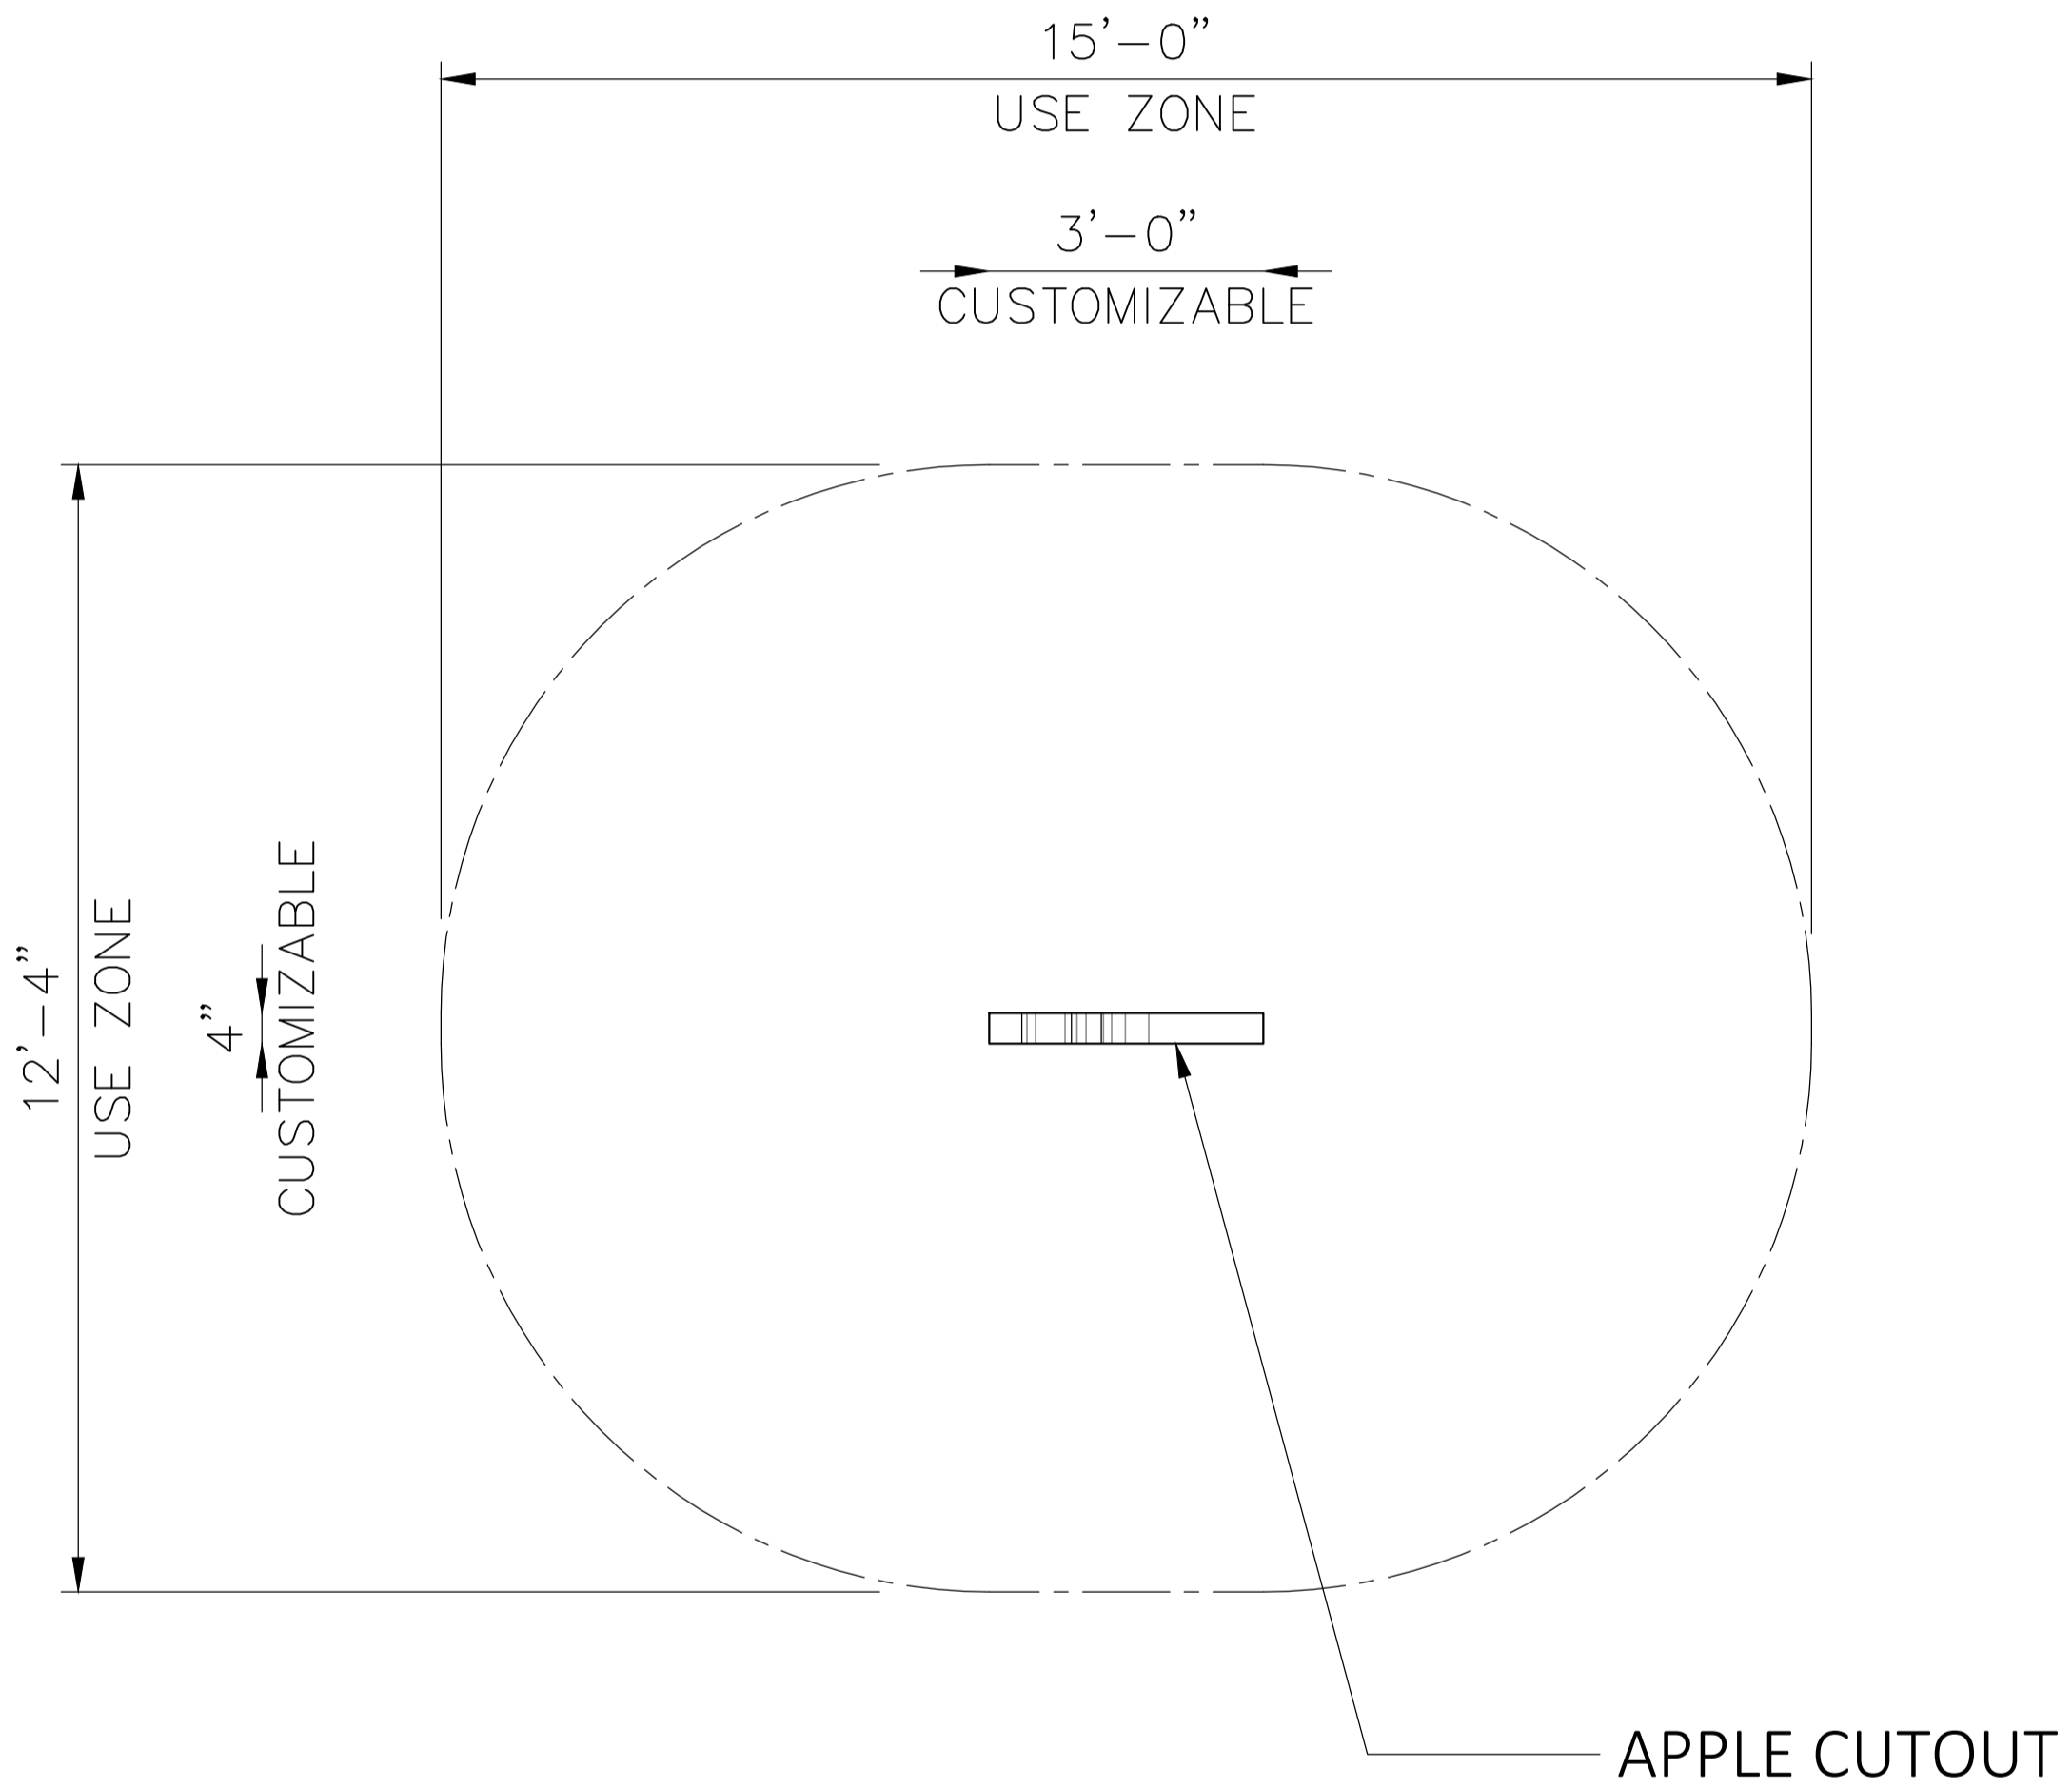 15'-0"
USE ZONE
3'-0"
CUSTOMIZABLE
12'-4"
USE ZONE
4"
CUSTOMIZABLE
APPLE CUTOUT